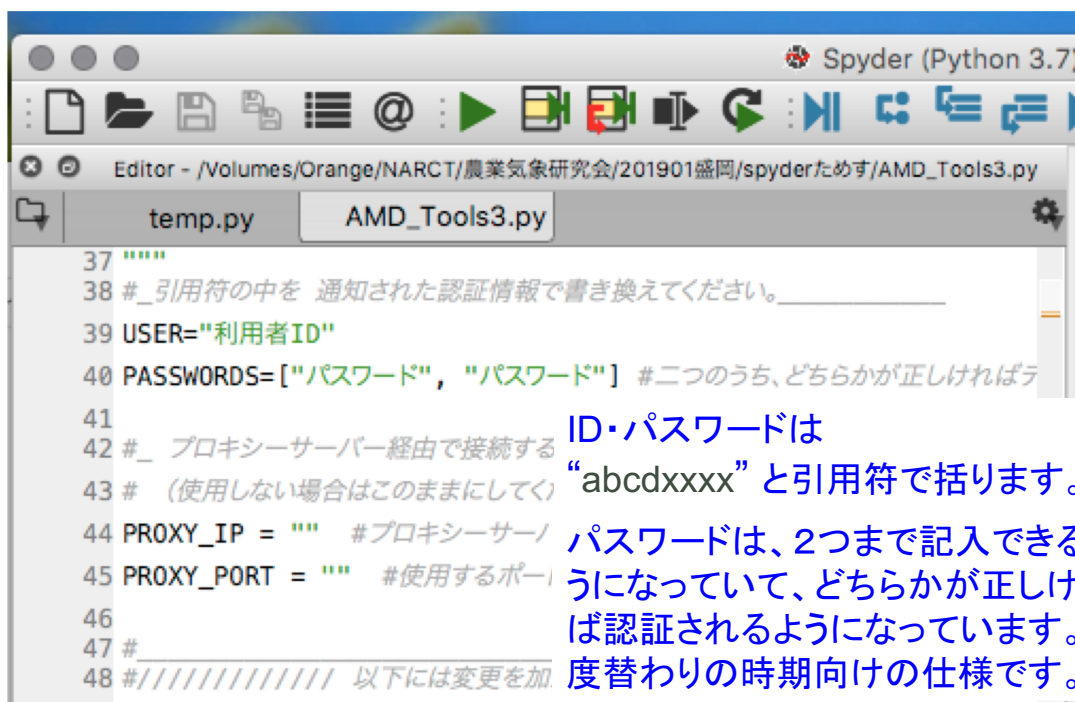 Spyder (Python 3.7)
Editor - /Volumes/Orange/NARCT/農業気象研究会/201901盛岡/spyderためす/AMD_Tools3.py
temp.py AMD_Tools3.py
37 """
38 #_引用符の中を 通知された認証情報で書き換えてください。____________
39 USER="利用者ID"
40 PASSWORDS=["パスワード", "パスワード"] #二つのうち、どちらかが正しければデ
41
42 #_ プロキシーサーバー経由で接続する
43 # （使用しない場合はこのままにしてく
44 PROXY_IP = "" #プロキシーサーバ
45 PROXY_PORT = "" #使用するポー
46
47 #______________________
48 #///////////// 以下には変更を加
ID・パスワードは
“abcdxxxx” と引用符で括ります。
パスワードは、２つまで記入できる
うになっていて、どちらかが正しけ
ば認証されるようになっています。
度替わりの時期向けの仕様です。